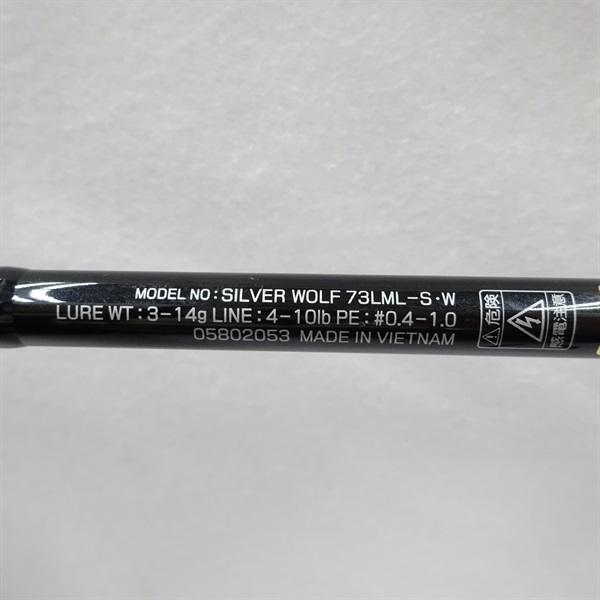 MODEL NO: SILVER WOLF 73LML-S・W
LURE WT: 3-14g LINE: 4-10lb PE: #0.4-1.0
05802053 MADE IN VIETNAM
危険
感電注意